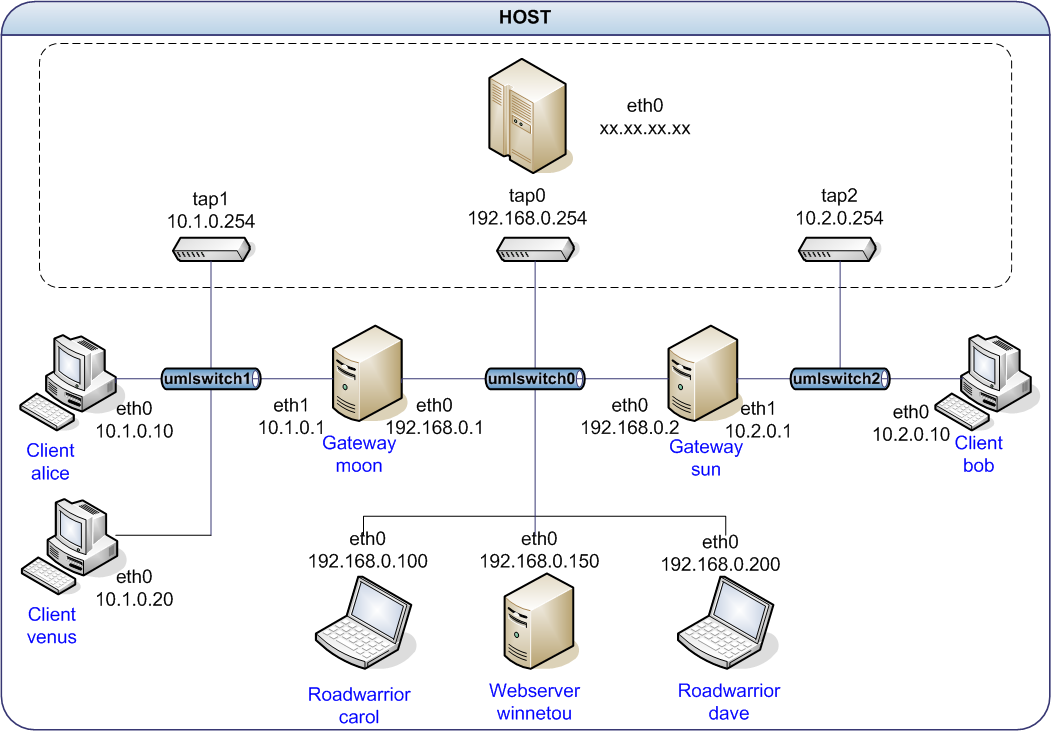 HOST
eth0
xx.xx.xx.xx
tap1
10.1.0.254
tap0
192.168.0.254
tap2
10.2.0.254
umlswitch1
umlswitch0
umlswitch2
eth0
10.1.0.10
Client
alice
eth1
10.1.0.1
eth0
192.168.0.1
Gateway
moon
eth0
192.168.0.2
eth1
10.2.0.1
Gateway
sun
eth0
10.2.0.10
Client
bob
eth0
10.1.0.20
Client
venus
eth0
192.168.0.100
eth0
192.168.0.150
eth0
192.168.0.200
Roadwarrior
carol
Webserver
winnetou
Roadwarrior
dave